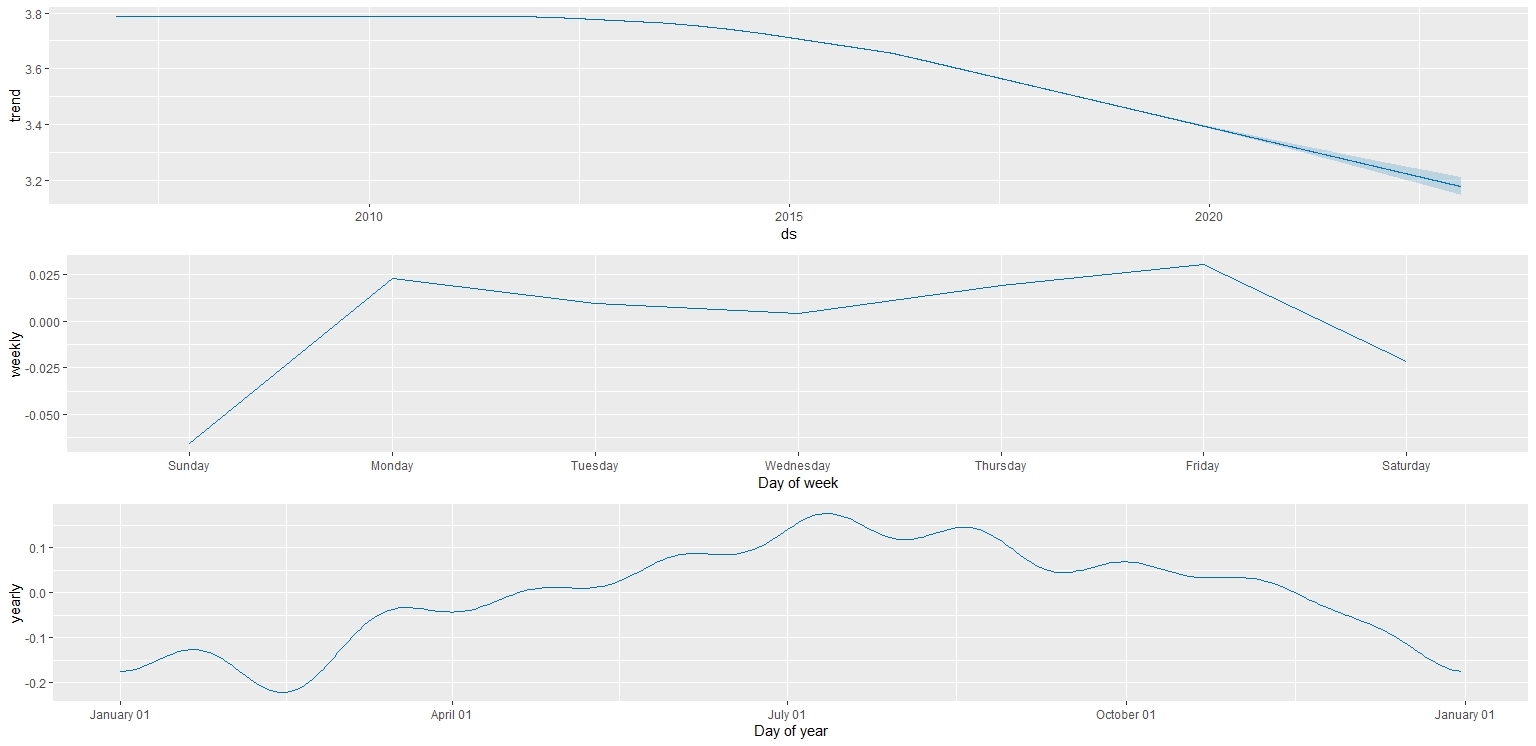 trend
3.8
3.6
3.4
3.2
2010 2015 2020
ds
weekly
0.025
0.000
-0.025
-0.050
Sunday Monday Tuesday Wednesday Thursday Friday Saturday
Day of week
yearly
0.1
0.0
-0.1
-0.2
January 01 April 01 July 01 October 01 January 01
Day of year